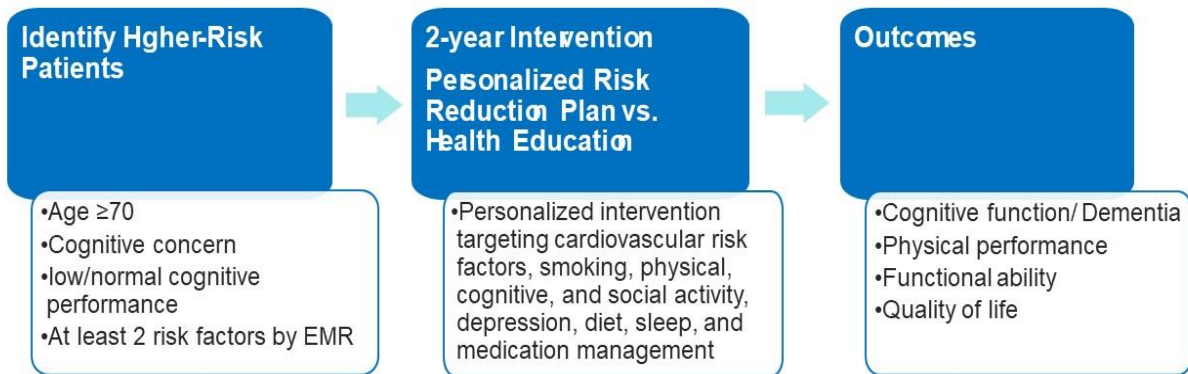 Identify Hgher-Risk
Patients
•Age ≥70
•Cognitive concern
•low/normal cognitive
performance
•At least 2 risk factors by EMR
2-year Intervention
Personalized Risk
Reduction Plan vs.
Health Education
•Personalized intervention
targeting cardiovascular risk
factors, smoking, physical,
cognitive, and social activity,
depression, diet, sleep, and
medication management
Outcomes
•Cognitive function/ Dementia
•Physical performance
•Functional ability
•Quality of life